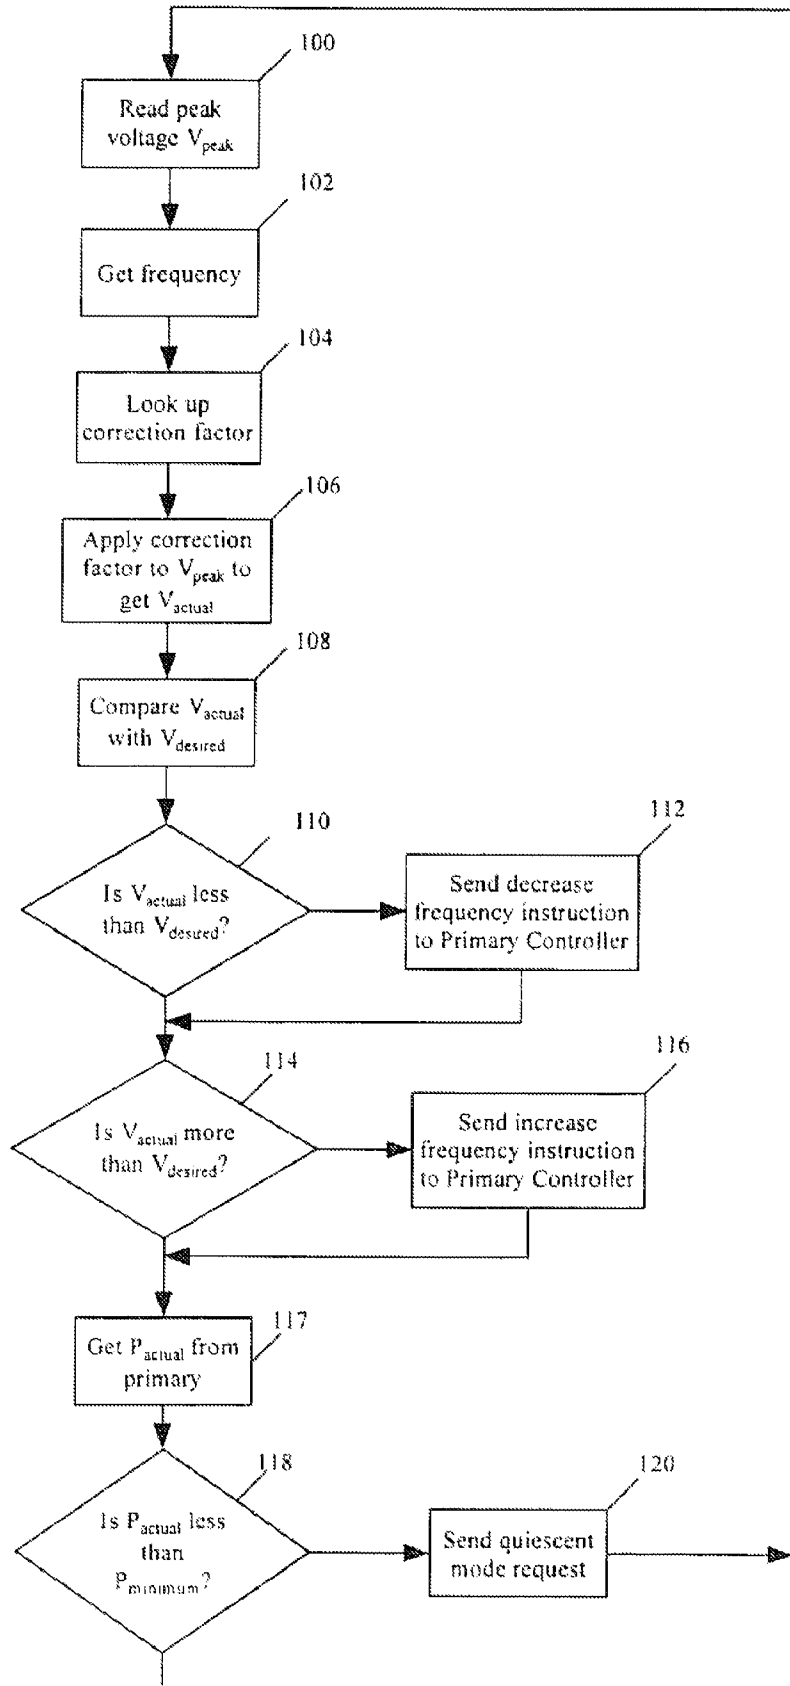 100
Read peak
voltage Vpeak
102
Get frequency
104
Look up
correction factor
106
Apply correction
factor to Vpeak to
get Vactual
108
Compare Vactual
with Vdesired
110
Is Vactual less
than Vdesired?
112
Send decrease
frequency instruction
to Primary Controller
114
Is Vactual more
than Vdesired?
116
Send increase
frequency instruction
to Primary Controller
117
Get Pactual from
primary
118
Is Pactual less
than
Pminimum?
120
Send quiescent
mode request